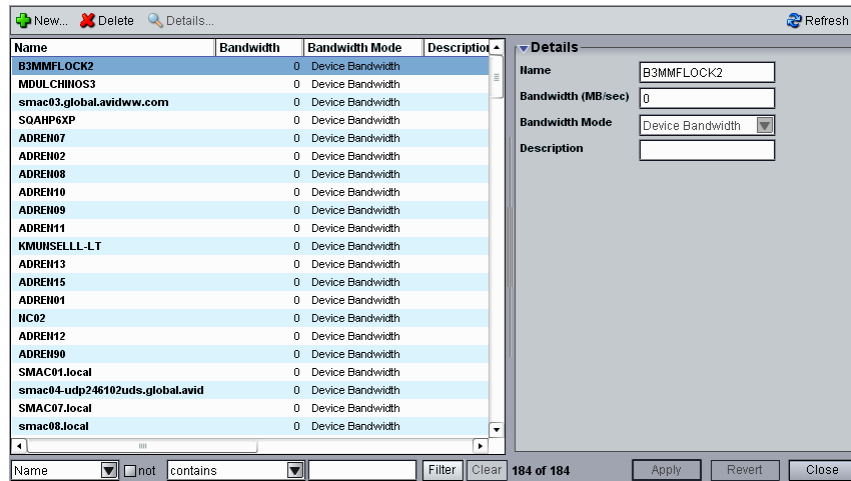 New... Delete Details... Refresh
Name Bandwidth Bandwidth Mode Description
B3MMFLOCK2 0 Device Bandwidth
MDULCHINOS3 0 Device Bandwidth
smac03.global.avidww.com 0 Device Bandwidth
SQAHP6XP 0 Device Bandwidth
ADREN07 0 Device Bandwidth
ADREN02 0 Device Bandwidth
ADREN08 0 Device Bandwidth
ADREN10 0 Device Bandwidth
ADREN09 0 Device Bandwidth
ADREN11 0 Device Bandwidth
KMUNSELLL-LT 0 Device Bandwidth
ADREN13 0 Device Bandwidth
ADREN15 0 Device Bandwidth
ADREN01 0 Device Bandwidth
NC02 0 Device Bandwidth
ADREN12 0 Device Bandwidth
ADREN90 0 Device Bandwidth
SMAC01.local 0 Device Bandwidth
smac04-udp246102uds.global.avid 0 Device Bandwidth
SMAC07.local 0 Device Bandwidth
smac08.local 0 Device Bandwidth
Details
Name B3MMFLOCK2
Bandwidth (MB/sec) 0
Bandwidth Mode Device Bandwidth
Description
Name not contains Filter Clear 184 of 184 Apply Revert Close